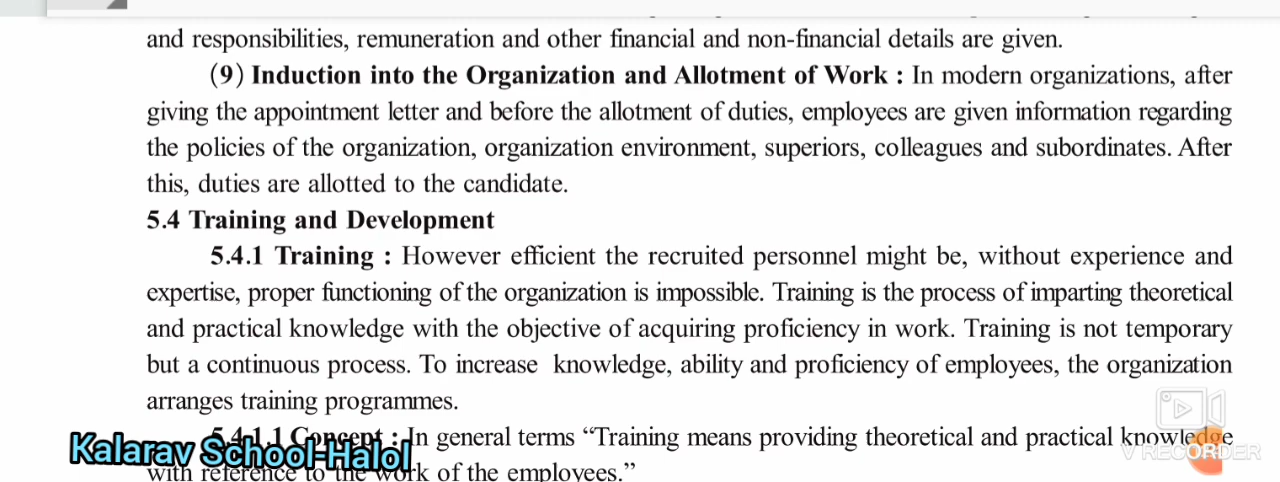 and responsibilities, remuneration and other financial and non-financial details are given.
(9) Induction into the Organization and Allotment of Work : In modern organizations, after
giving the appointment letter and before the allotment of duties, employees are given information regarding
the policies of the organization, organization environment, superiors, colleagues and subordinates. After
this, duties are allotted to the candidate.
5.4 Training and Development
5.4.1 Training : However efficient the recruited personnel might be, without experience and
expertise, proper functioning of the organization is impossible. Training is the process of imparting theoretical
and practical knowledge with the objective of acquiring proficiency in work. Training is not temporary
but a continuous process. To increase knowledge, ability and proficiency of employees, the organization
arranges training programmes.
5.4.1.1 Concept : In general terms “Training means providing theoretical and practical knowledge
with reference to the work of the employees.”
Kalarav School-Halol
V RECORDER